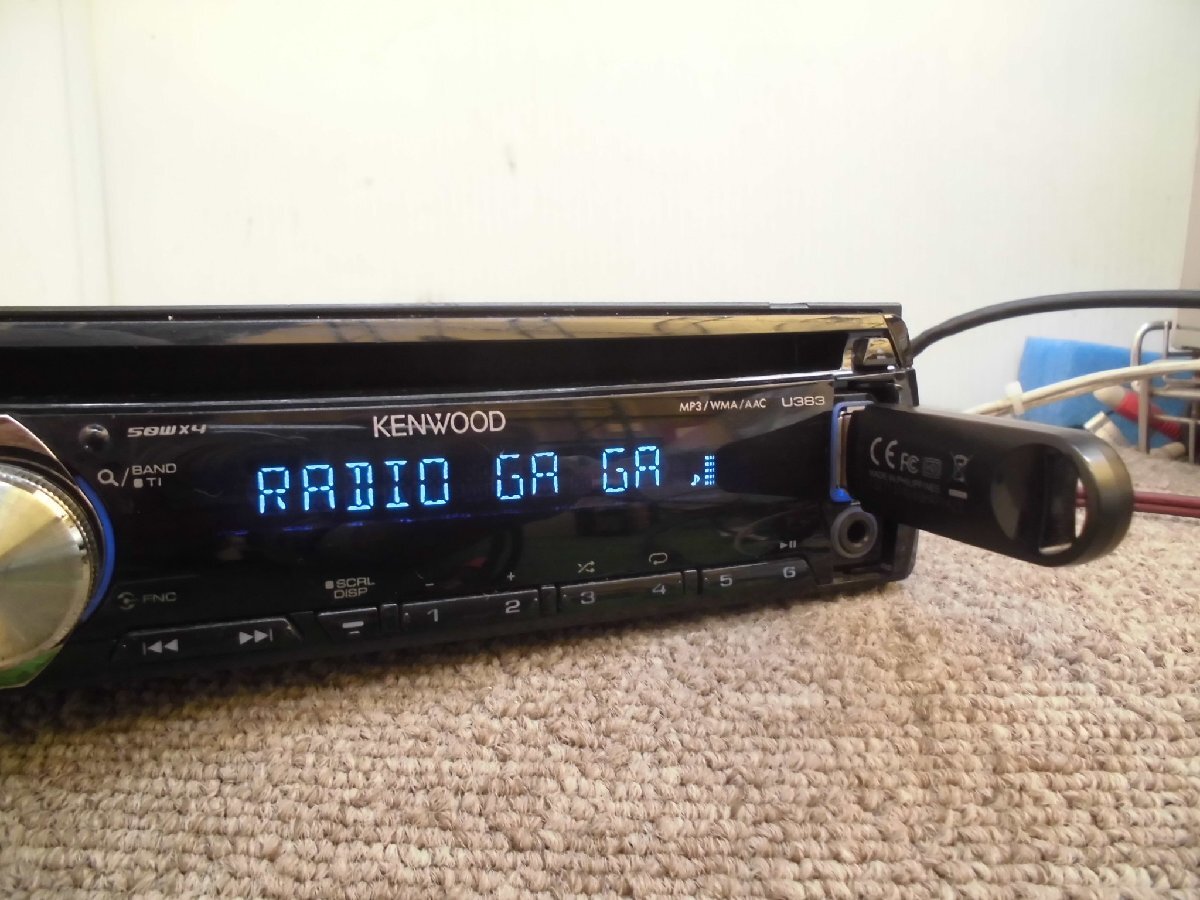 50W×4
KENWOOD
MP3/WMA/AAC U383
BAND
TI
RADIO GA GA
CE FC
FNC
SCRL
DISP
- +
1 2 3 4 5 6